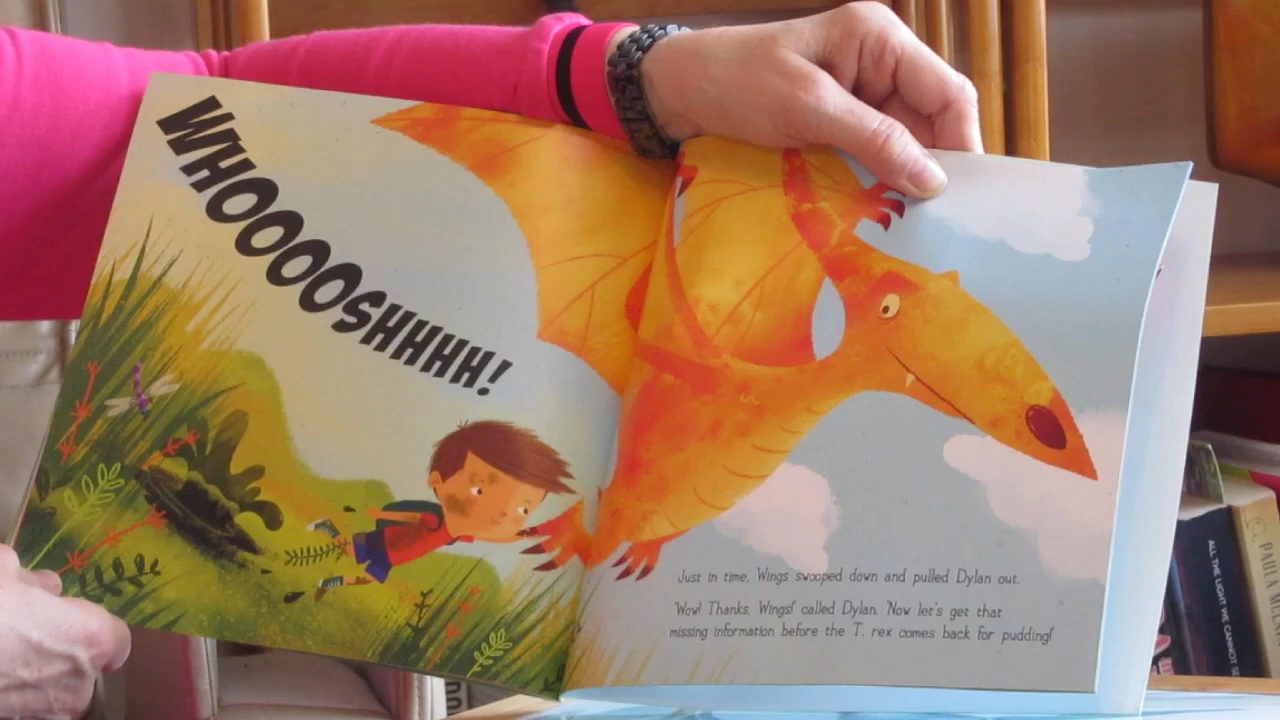 WHOOOOSHHHH!
Just in time, Wings swooped down and pulled Dylan out.
'Wow! Thanks, Wings!' called Dylan. 'Now let's get that
missing information before the T. rex comes back for pudding!'
ALL THE LIGHT WE CANNOT SE
PAULA M